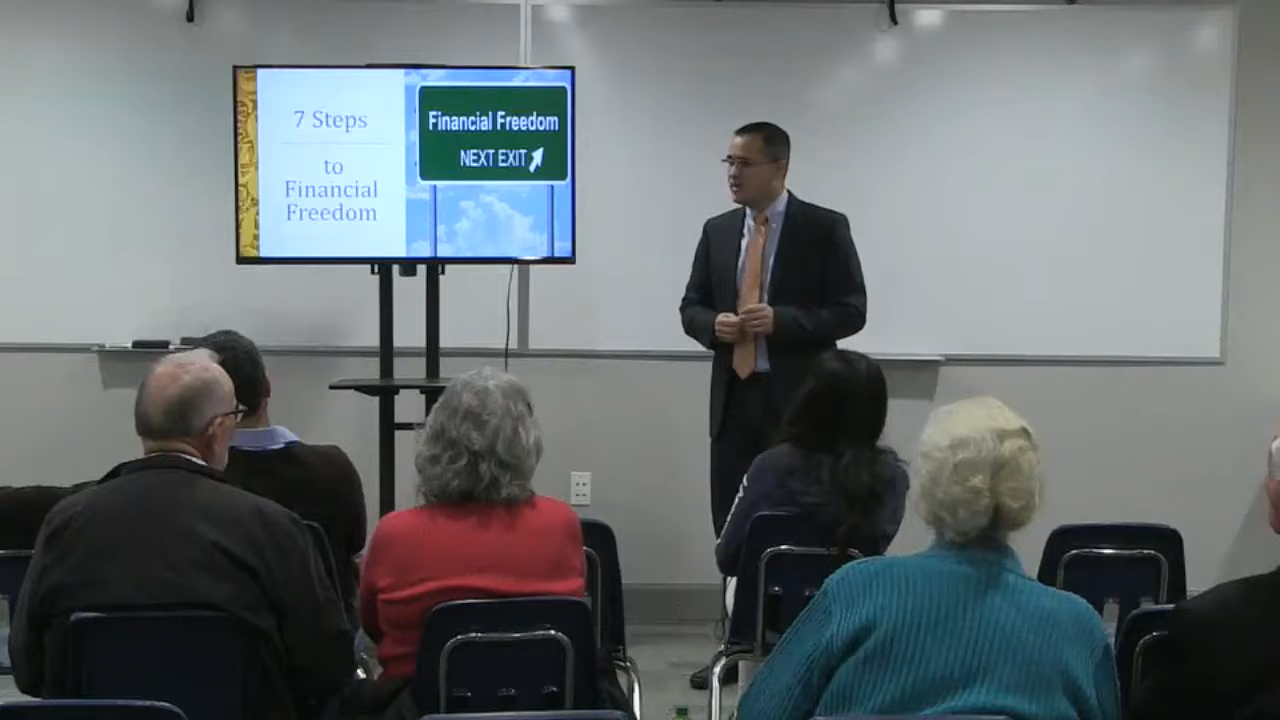 7 Steps
to
Financial
Freedom
Financial Freedom
NEXT EXIT